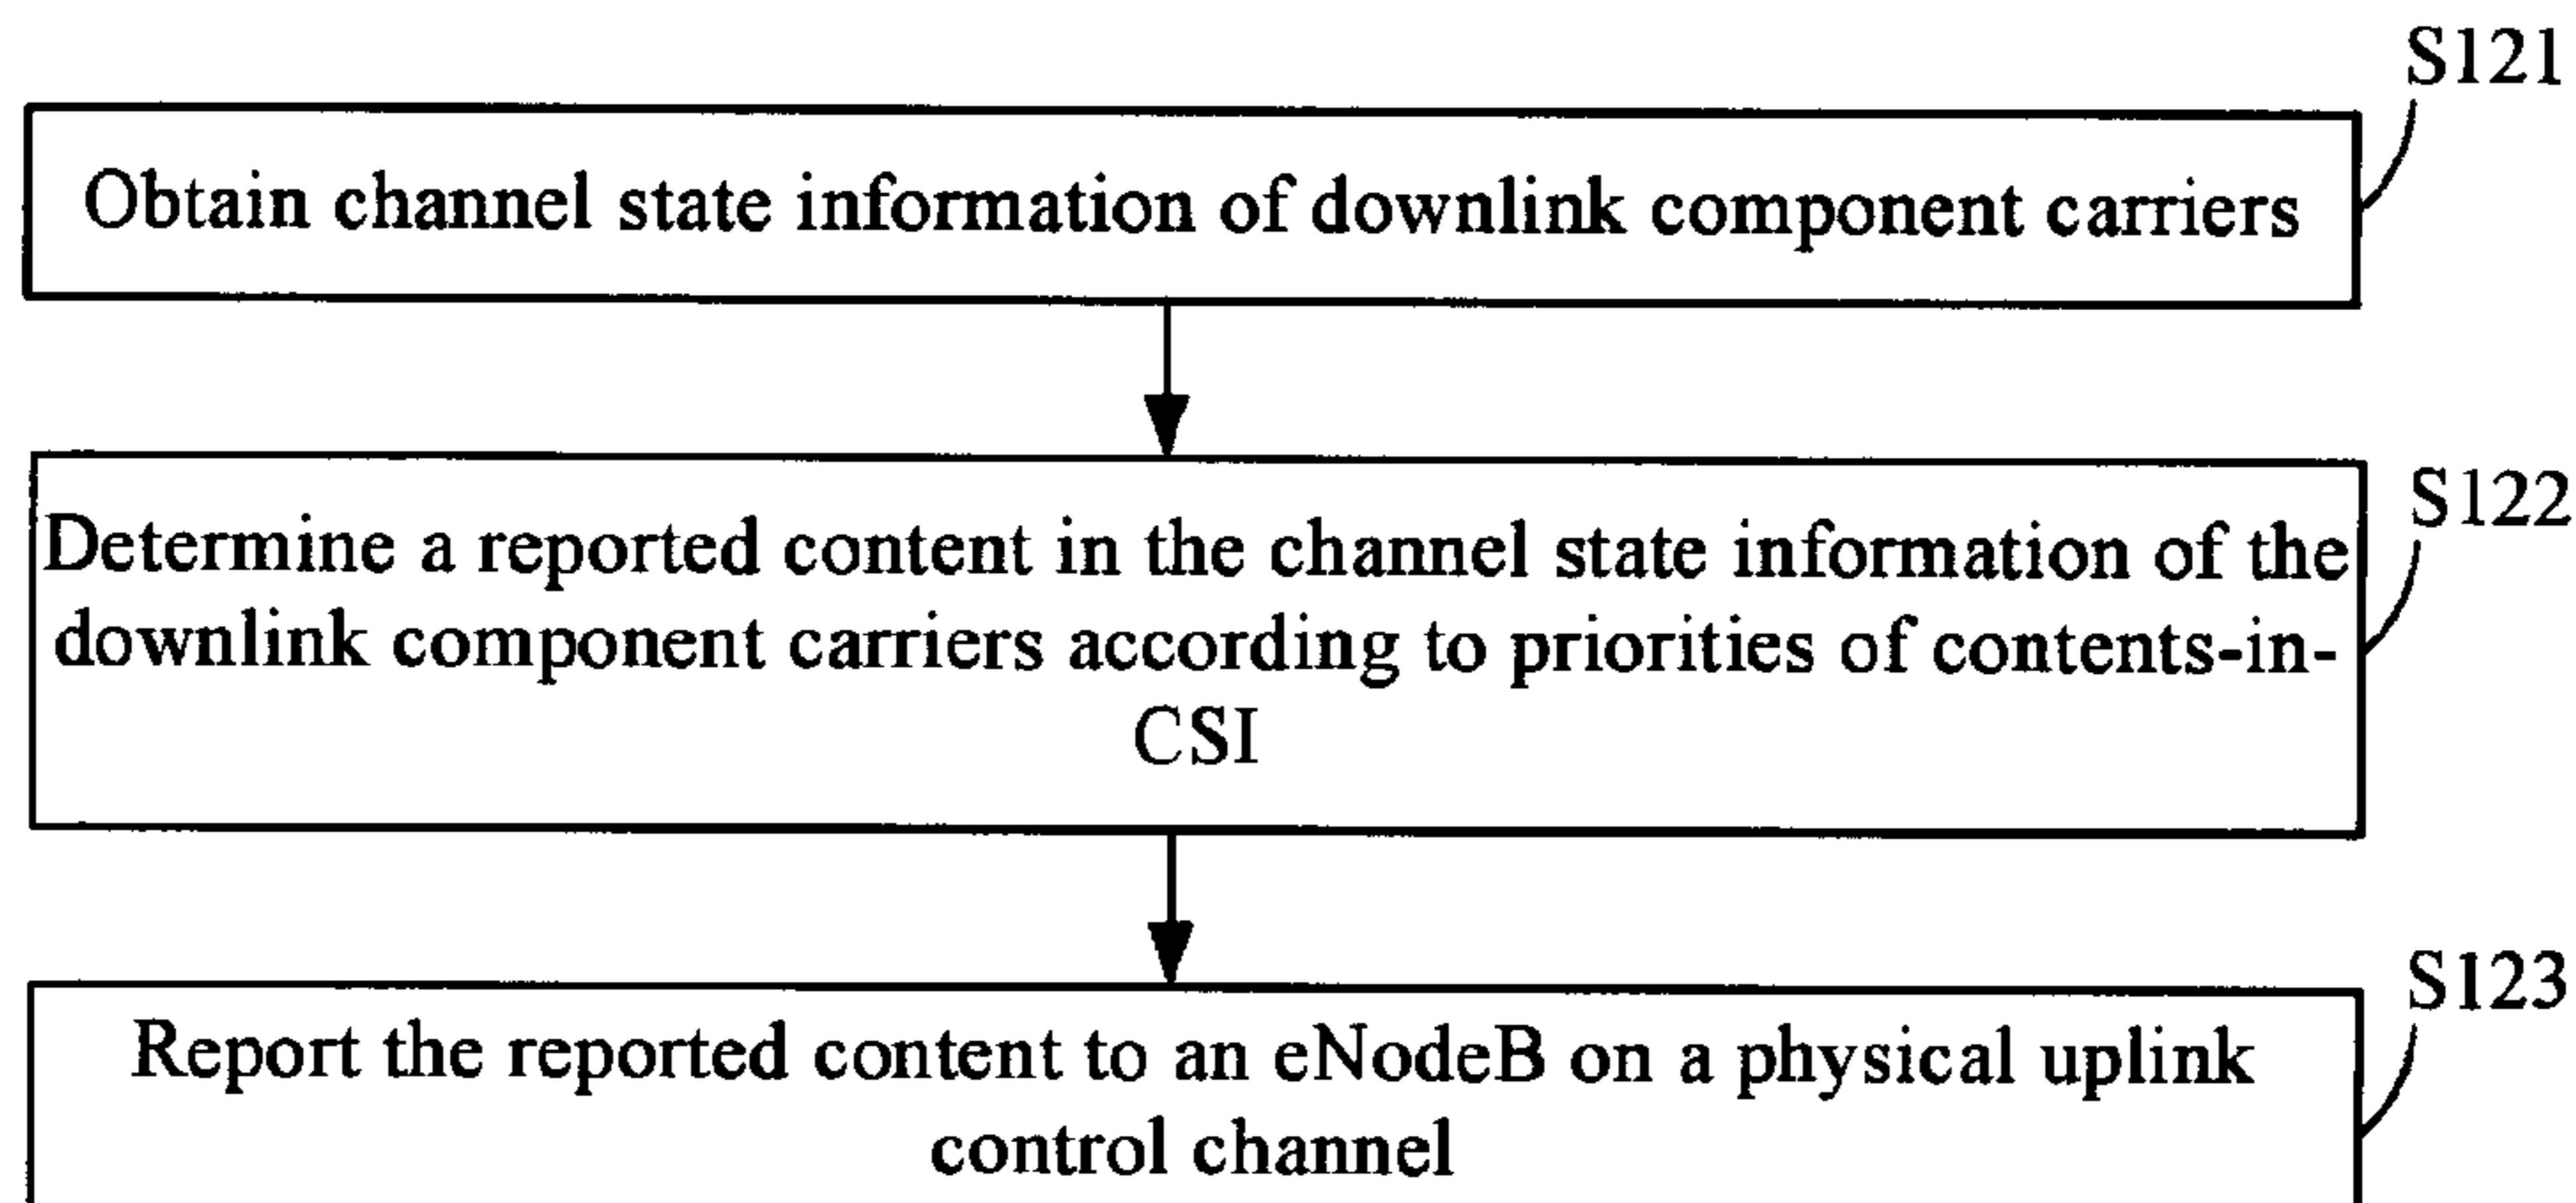 S121
Obtain channel state information of downlink component carriers
S122
Determine a reported content in the channel state information of the
downlink component carriers according to priorities of contents-in-
CSI
S123
Report the reported content to an eNodeB on a physical uplink
control channel